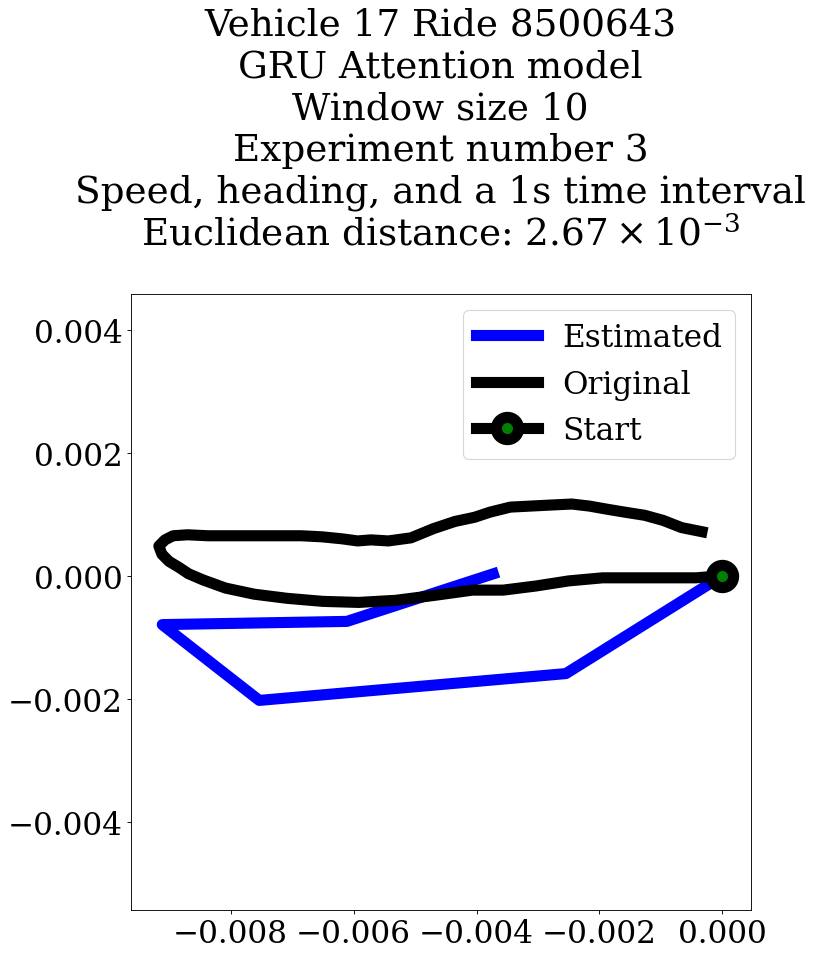 Vehicle 17 Ride 8500643
GRU Attention model
Window size 10
Experiment number 3
Speed, heading, and a 1s time interval
Euclidean distance: 2.67 × 10⁻³
Estimated
Original
Start
0.004
0.002
0.000
−0.002
−0.004
−0.008 −0.006 −0.004 −0.002 0.000